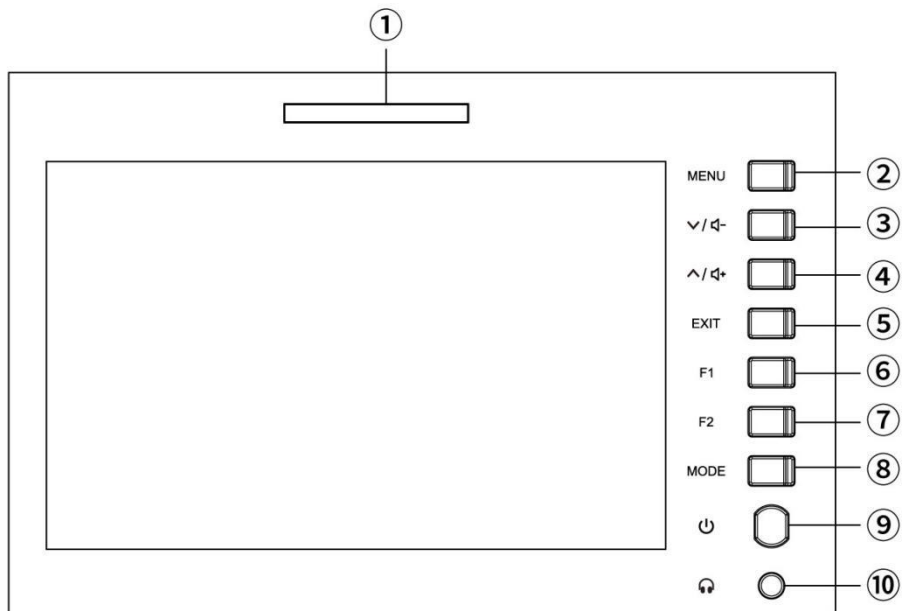 ①
MENU ②
∨/🔈- ③
∧/🔈+ ④
EXIT ⑤
F1 ⑥
F2 ⑦
MODE ⑧
⑨
⑩